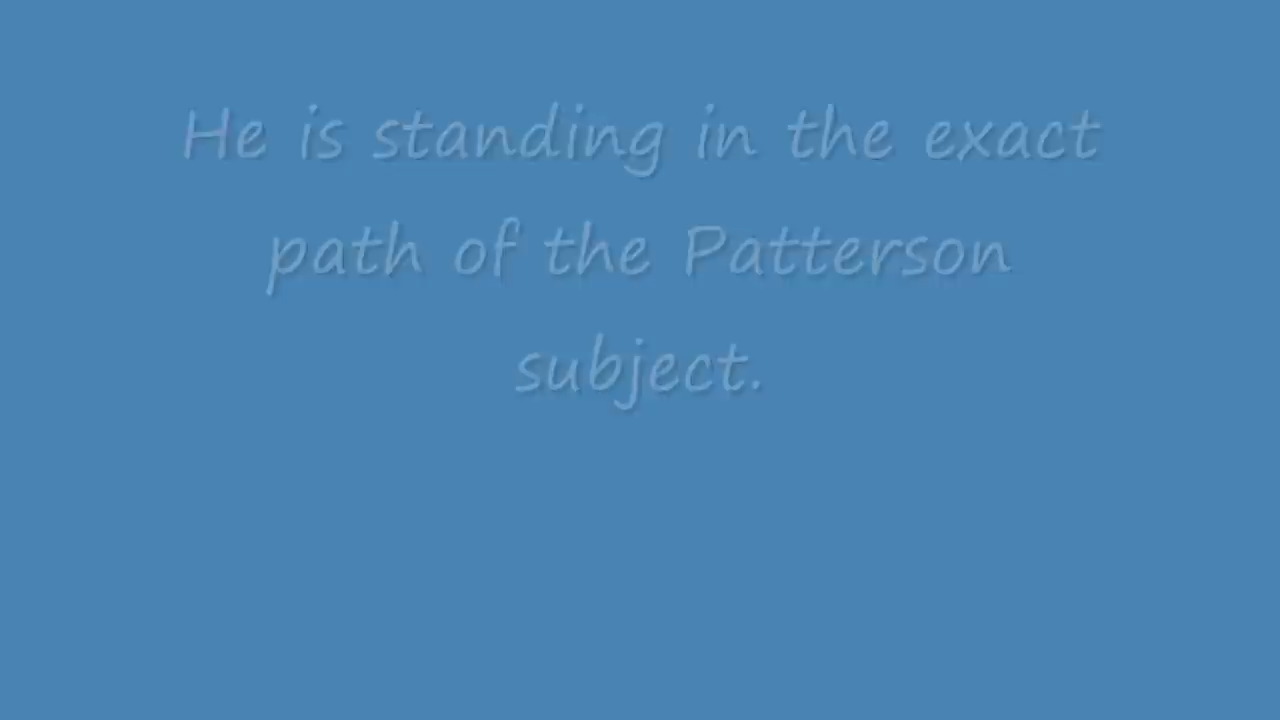 He is standing in the exact
path of the Patterson
subject.